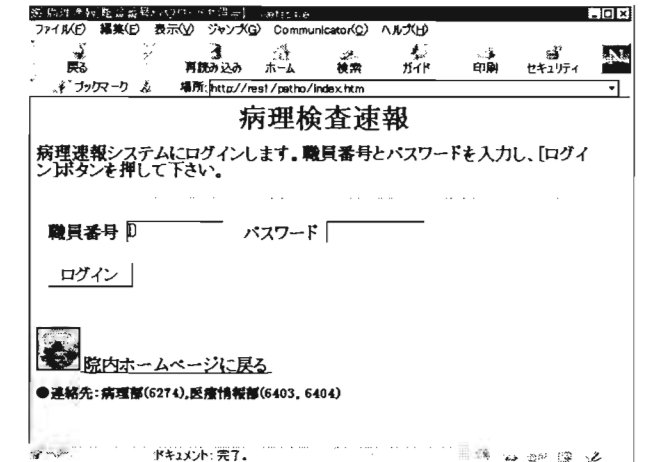 ファイル(F) 編集(E) 表示(V) ジャンプ(G) Communicator(C) ヘルプ(H)
戻る 再読み込み ホーム 検索 ガイド 印刷 セキュリティ
ブックマーク 場所: http://rest/patho/index.htm
病理検査速報
病理速報システムにログインします。職員番号とパスワードを入力し、[ログイ
ン]ボタンを押して下さい。
職員番号 パスワード
ログイン
院内ホームページに戻る
●連絡先:病理部(6274),医療情報部(6403, 6404)
ドキュメント: 完了。